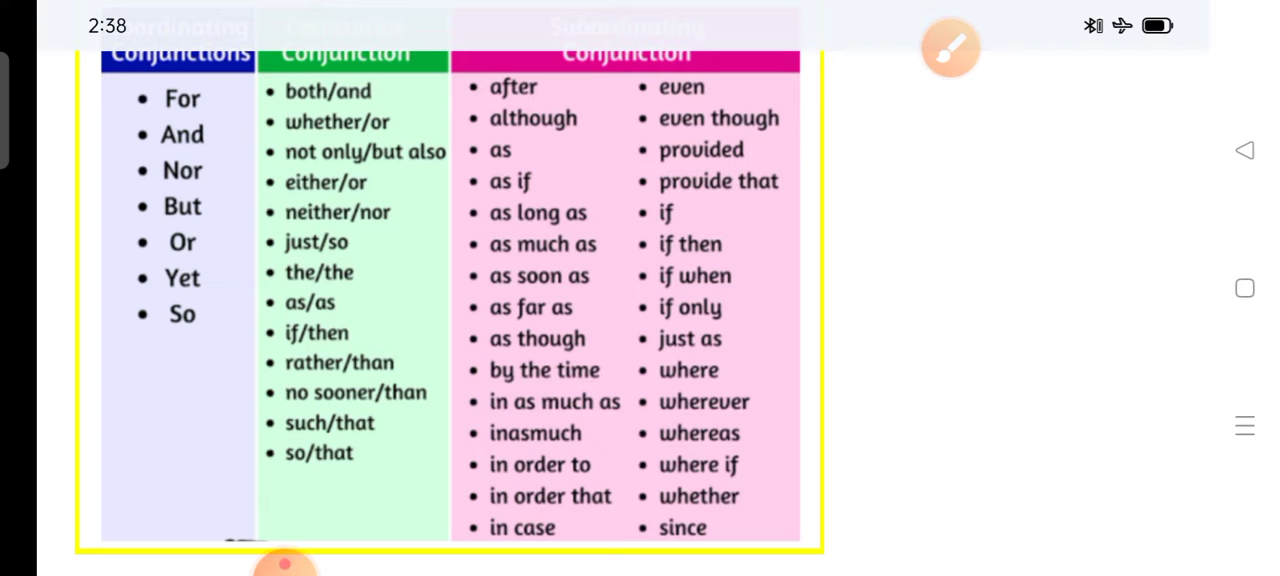 2:38
Coordinating
Conjunctions
Conjunction
Subordinating
Conjunction
For
And
Nor
But
Or
Yet
So
both/and
whether/or
not only/but also
either/or
neither/nor
just/so
the/the
as/as
if/then
rather/than
no sooner/than
such/that
so/that
after
although
as
as if
as long as
as much as
as soon as
as far as
as though
by the time
in as much as
inasmuch
in order to
in order that
in case
even
even though
provided
provide that
if
if then
if when
if only
just as
where
wherever
whereas
where if
whether
since